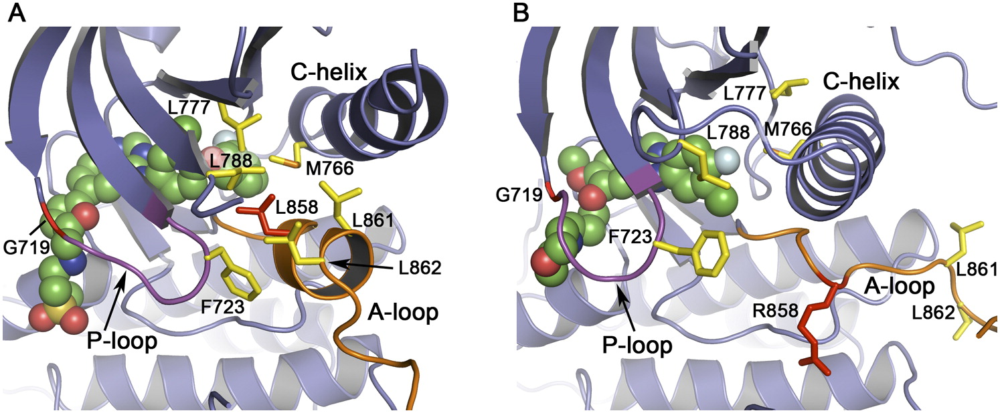 A
C-helix
L777
L788
M766
L858
L861
G719
L862
F723
A-loop
P-loop
B
C-helix
L777
L788
M766
G719
F723
L861
A-loop
R858
L862
P-loop